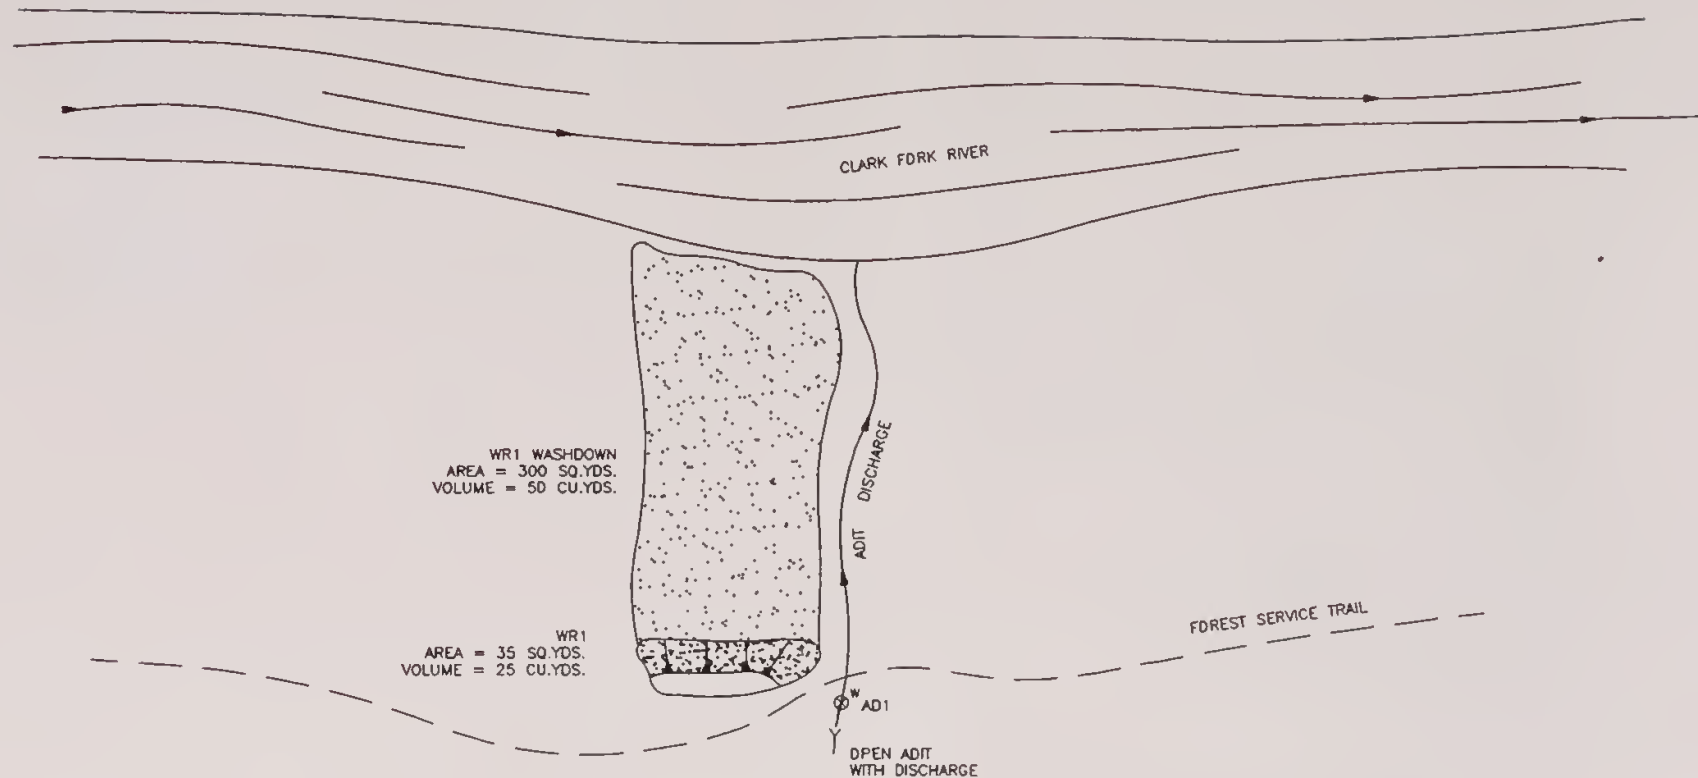 CLARK FORK RIVER
WR1 WASHDOWN
AREA = 300 SQ.YDS.
VOLUME = 50 CU.YDS.
DISCHARGE
ADIT
FOREST SERVICE TRAIL
WR1
AREA = 35 SQ.YDS.
VOLUME = 25 CU.YDS.
W
AD1
OPEN ADIT
WITH DISCHARGE